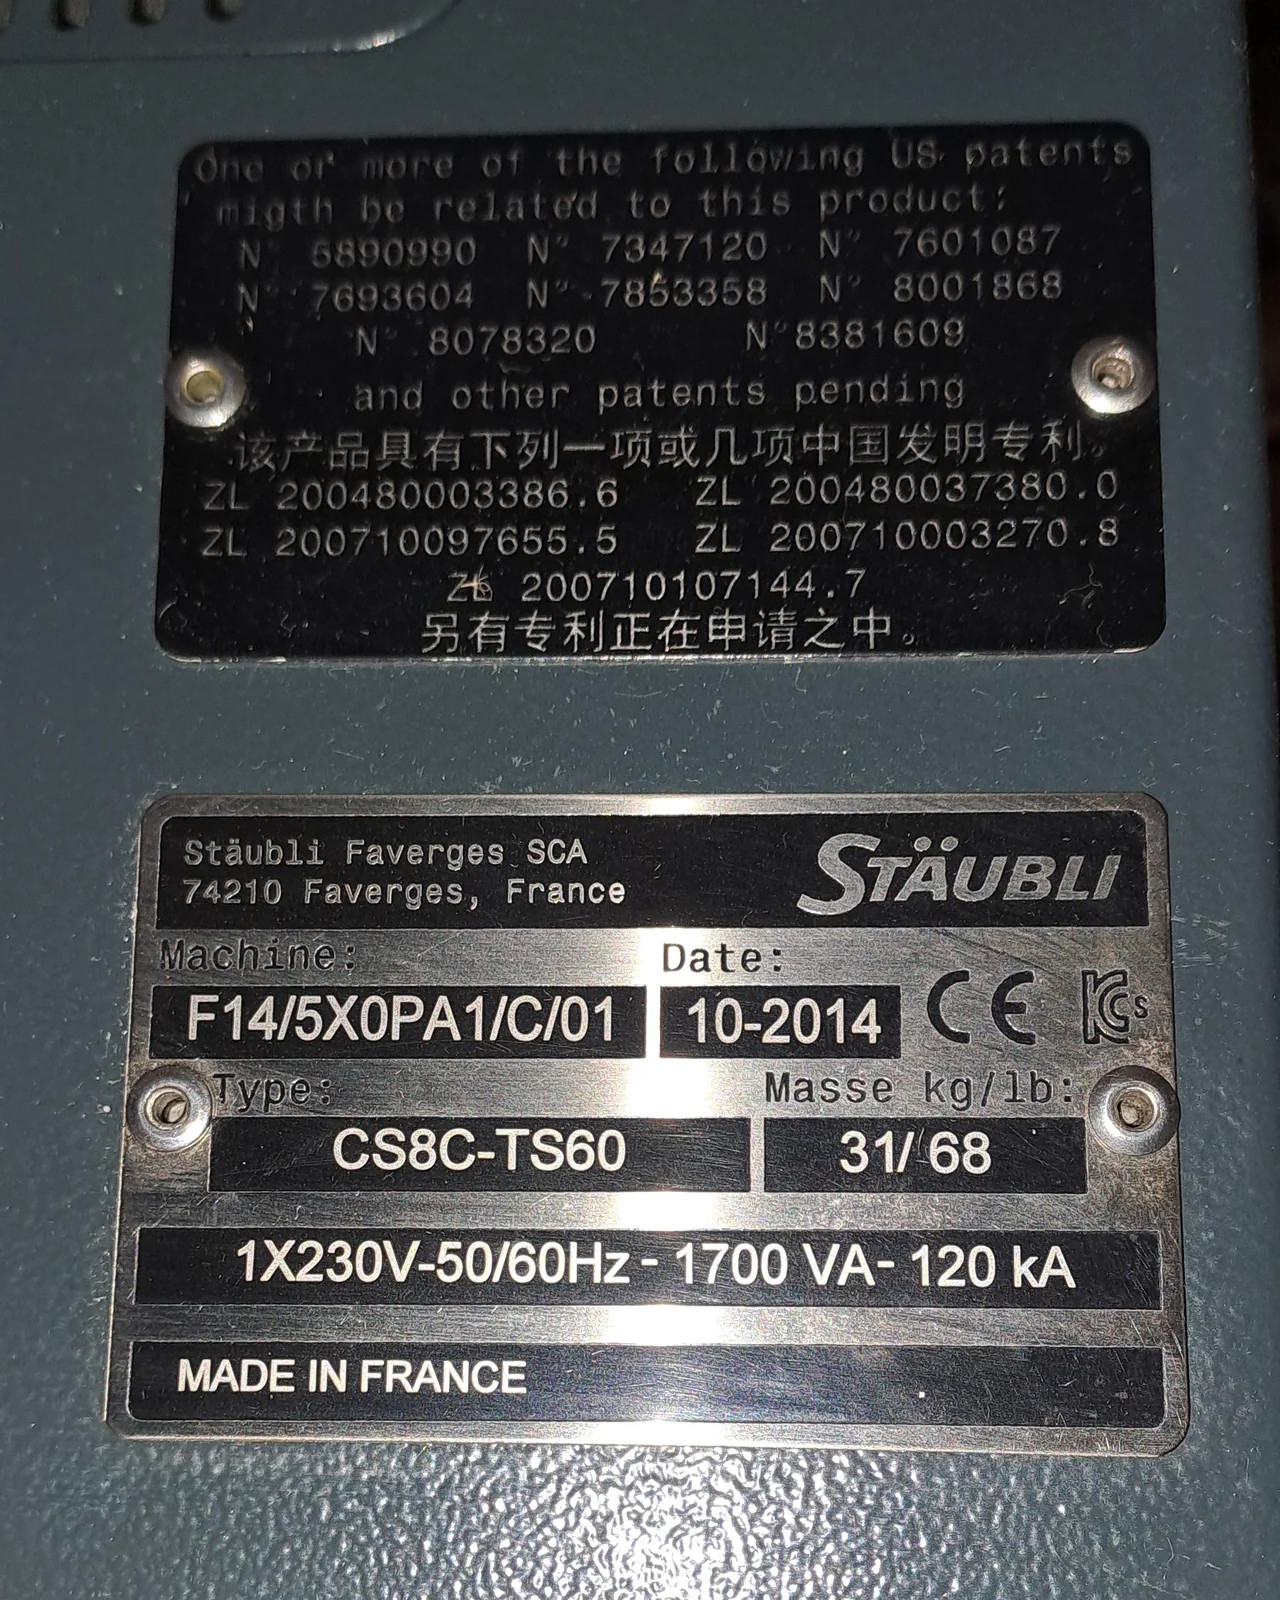 One or more of the following US patents
migth be related to this product:
N° 5890990 N° 7347120 N° 7601087
N° 7693604 N° 7853358 N° 8001868
N° 8078320 N°8381609
and other patents pending
该产品具有下列一项或几项中国发明专利。
ZL 200480003386.6 ZL 200480037380.0
ZL 200710097655.5 ZL 200710003270.8
ZL 200710107144.7
另有专利正在申请之中。
Stäubli Faverges SCA
74210 Faverges, France
STÄUBLI
Machine: Date:
F14/5X0PA1/C/01 10-2014 CE KCs
Type: Masse kg/lb:
CS8C-TS60 31/ 68
1X230V-50/60Hz - 1700 VA- 120 kA
MADE IN FRANCE